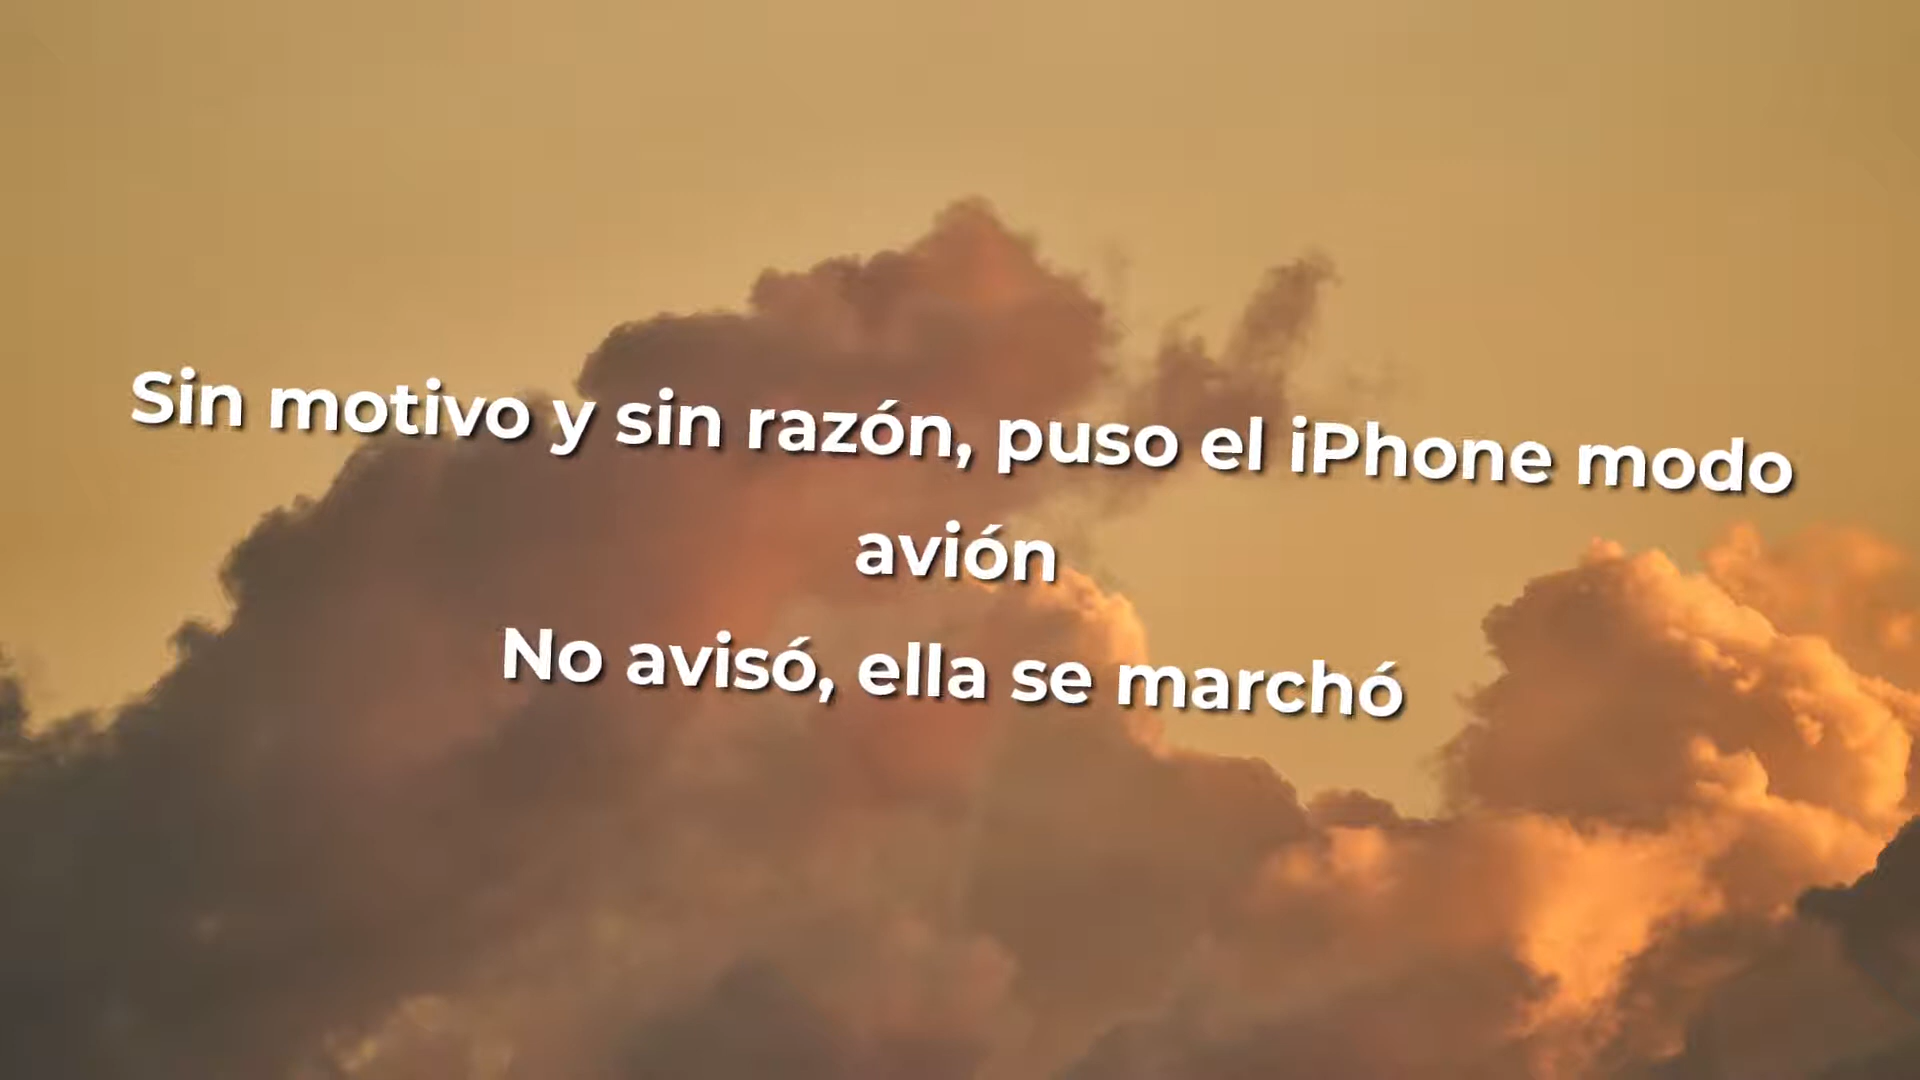 Sin motivo y sin razón, puso el iPhone modo
avión
No avisó, ella se marchó